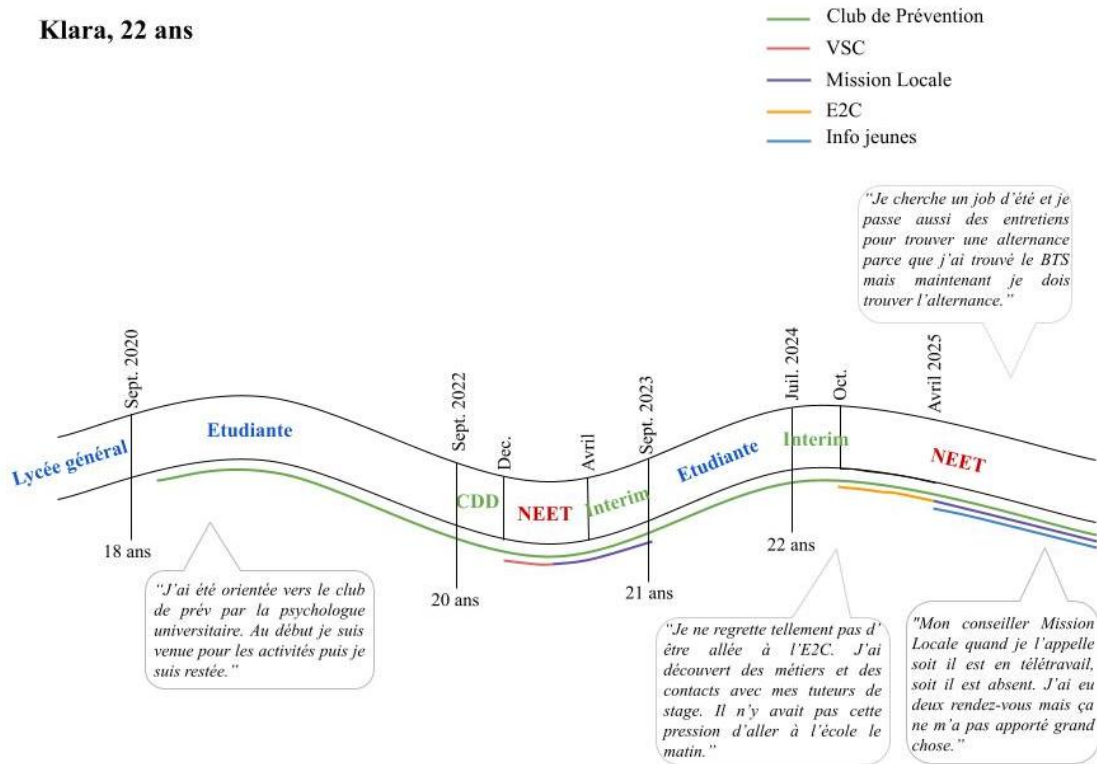 Klara, 22 ans
Club de Prévention
VSC
Mission Locale
E2C
Info jeunes
“Je cherche un job d’été et je
passe aussi des entretiens
pour trouver une alternance
parce que j’ai trouvé le BTS
mais maintenant je dois
trouver l’alternance.”
Sept. 2020
Sept. 2022
Dec.
Avril
Sept. 2023
Juil. 2024
Oct.
Avril 2025
Lycée général
Etudiante
CDD
NEET
Interim
Etudiante
Interim
NEET
18 ans
20 ans
21 ans
22 ans
“J’ai été orientée vers le club
de prév par la psychologue
universitaire. Au début je suis
venue pour les activités puis je
suis restée.”
“Je ne regrette tellement pas d’
être allée à l’E2C. J’ai
découvert des métiers et des
contacts avec mes tuteurs de
stage. Il n’y avait pas cette
pression d’aller à l’école le
matin.”
"Mon conseiller Mission
Locale quand je l’appelle
soit il est en télétravail,
soit il est absent. J’ai eu
deux rendez-vous mais ça
ne m’a pas apporté grand
chose.”